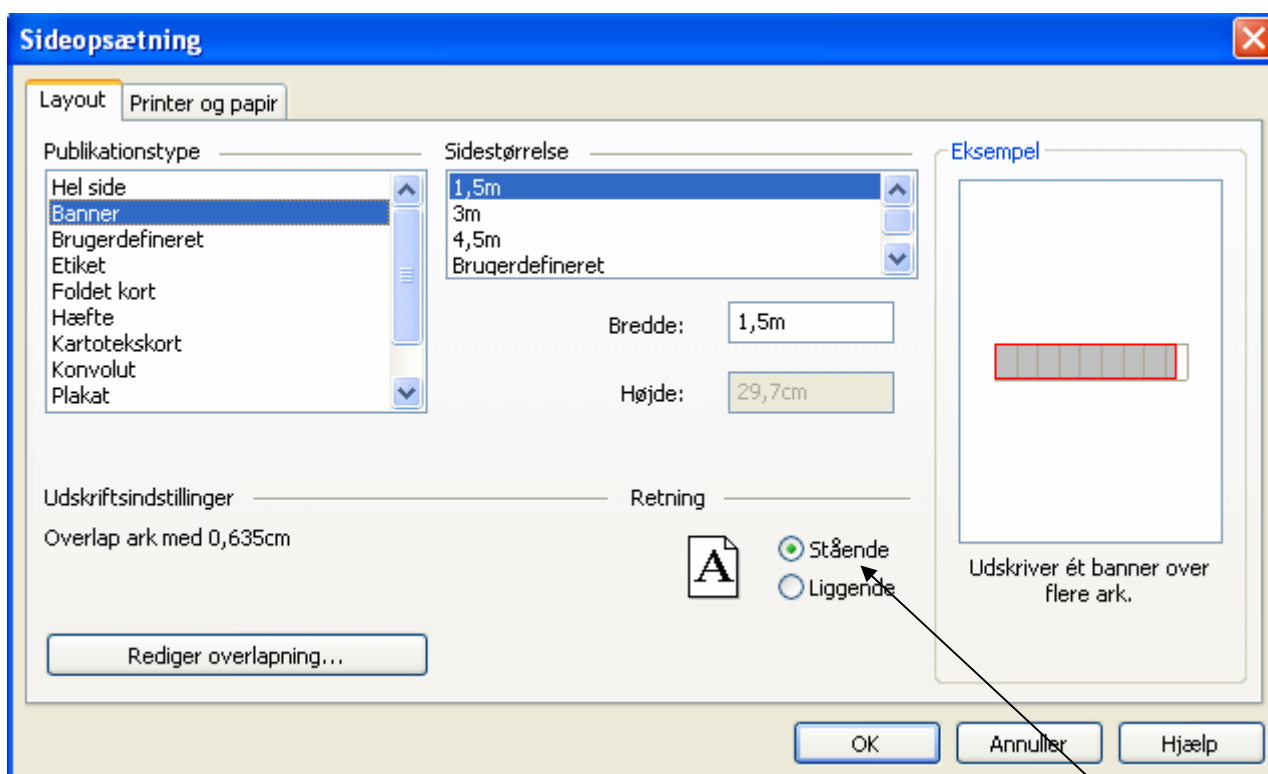 Sideopsætning
Layout
Printer og papir
Publikationstype
Hel side
Banner
Brugerdefineret
Etiket
Foldet kort
Hæfte
Kartotekskort
Konvolut
Plakat
Sidestørrelse
1,5m
3m
4,5m
Brugerdefineret
Bredde: 1,5m
Højde: 29,7cm
Eksempel
Udskriver ét banner over
flere ark.
Udskriftsindstillinger
Overlap ark med 0,635cm
Retning
A
Stående
Liggende
Rediger overlapning...
OK
Annuller
Hjælp